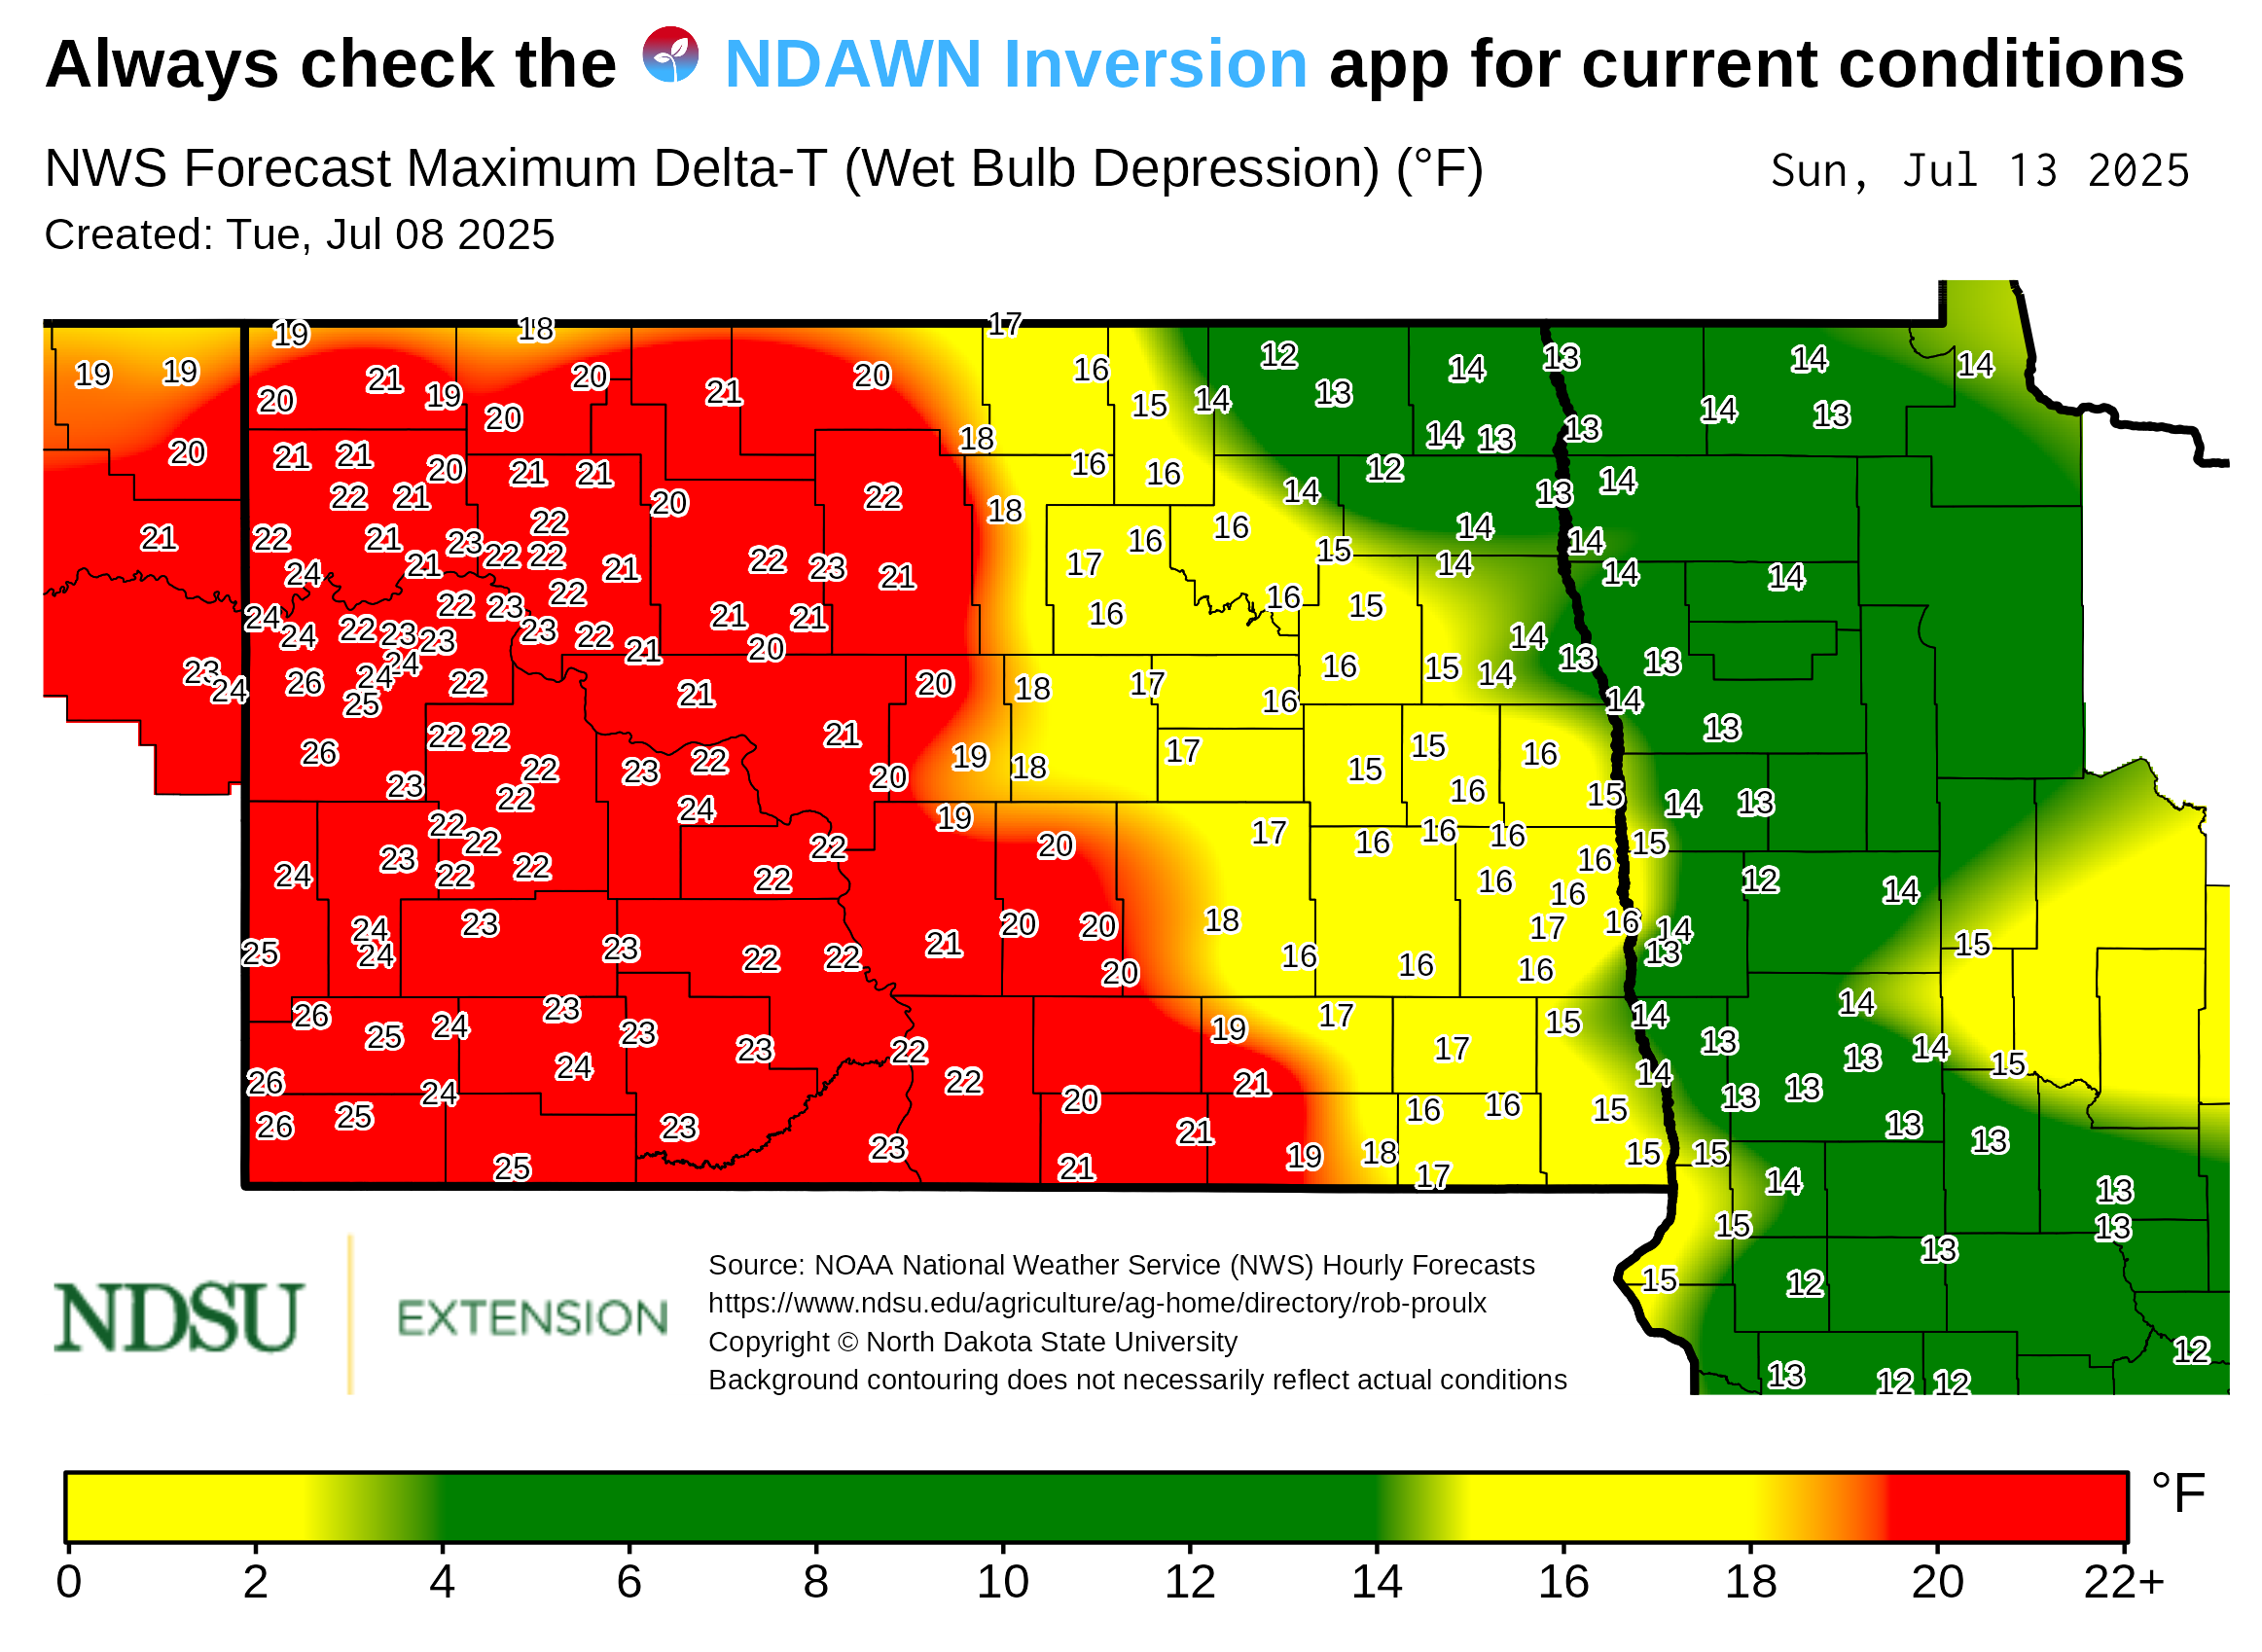 Always check the NDAWN Inversion app for current conditions
NWS Forecast Maximum Delta-T (Wet Bulb Depression) (°F)
Sun, Jul 13 2025
Created: Tue, Jul 08 2025
19 18 17
19 19 21 20 21 20 16 12 13 14 13 14 14 14
20 19 20 15 14 14 13 13
20 21 21 20 21 21 18 16 16 14 13 12 13 14
22 21 20 22 18 14 13
21 22 21 23 22 22 22 21 22 23 21 17 16 16 15 14 14 14
24 21 22 14 14
24 22 23 23 21 21 16 16 15
24 22 23 23 22 21 20 14 13 13
23 24 26 24 24 22 21 20 18 17 16 16 15 14
25 14
26 22 22 22 23 22 21 19 18 17 15 15 16 13
23 22 24 20 19 16 15 14 13
22 22 22 20 17 16 16 16 15
24 23 22 22 22 16 16 16 12 14
24 23 23 20 20 18 17 16 14
25 24 22 22 21 20 16 16 16 13 15
26 25 24 23 23 23 22 19 17 17 15 14 13 14
26 24 24 22 21 14 13 14 15
26 25 23 20 21 16 16 15 13 13 13
25 23 21 19 18 17 15 15 14 13
15 13 13
15 12 13
13 12 12 12
NDSU
EXTENSION
Source: NOAA National Weather Service (NWS) Hourly Forecasts
https://www.ndsu.edu/agriculture/ag-home/directory/rob-proulx
Copyright © North Dakota State University
Background contouring does not necessarily reflect actual conditions
°F
0 2 4 6 8 10 12 14 16 18 20 22+